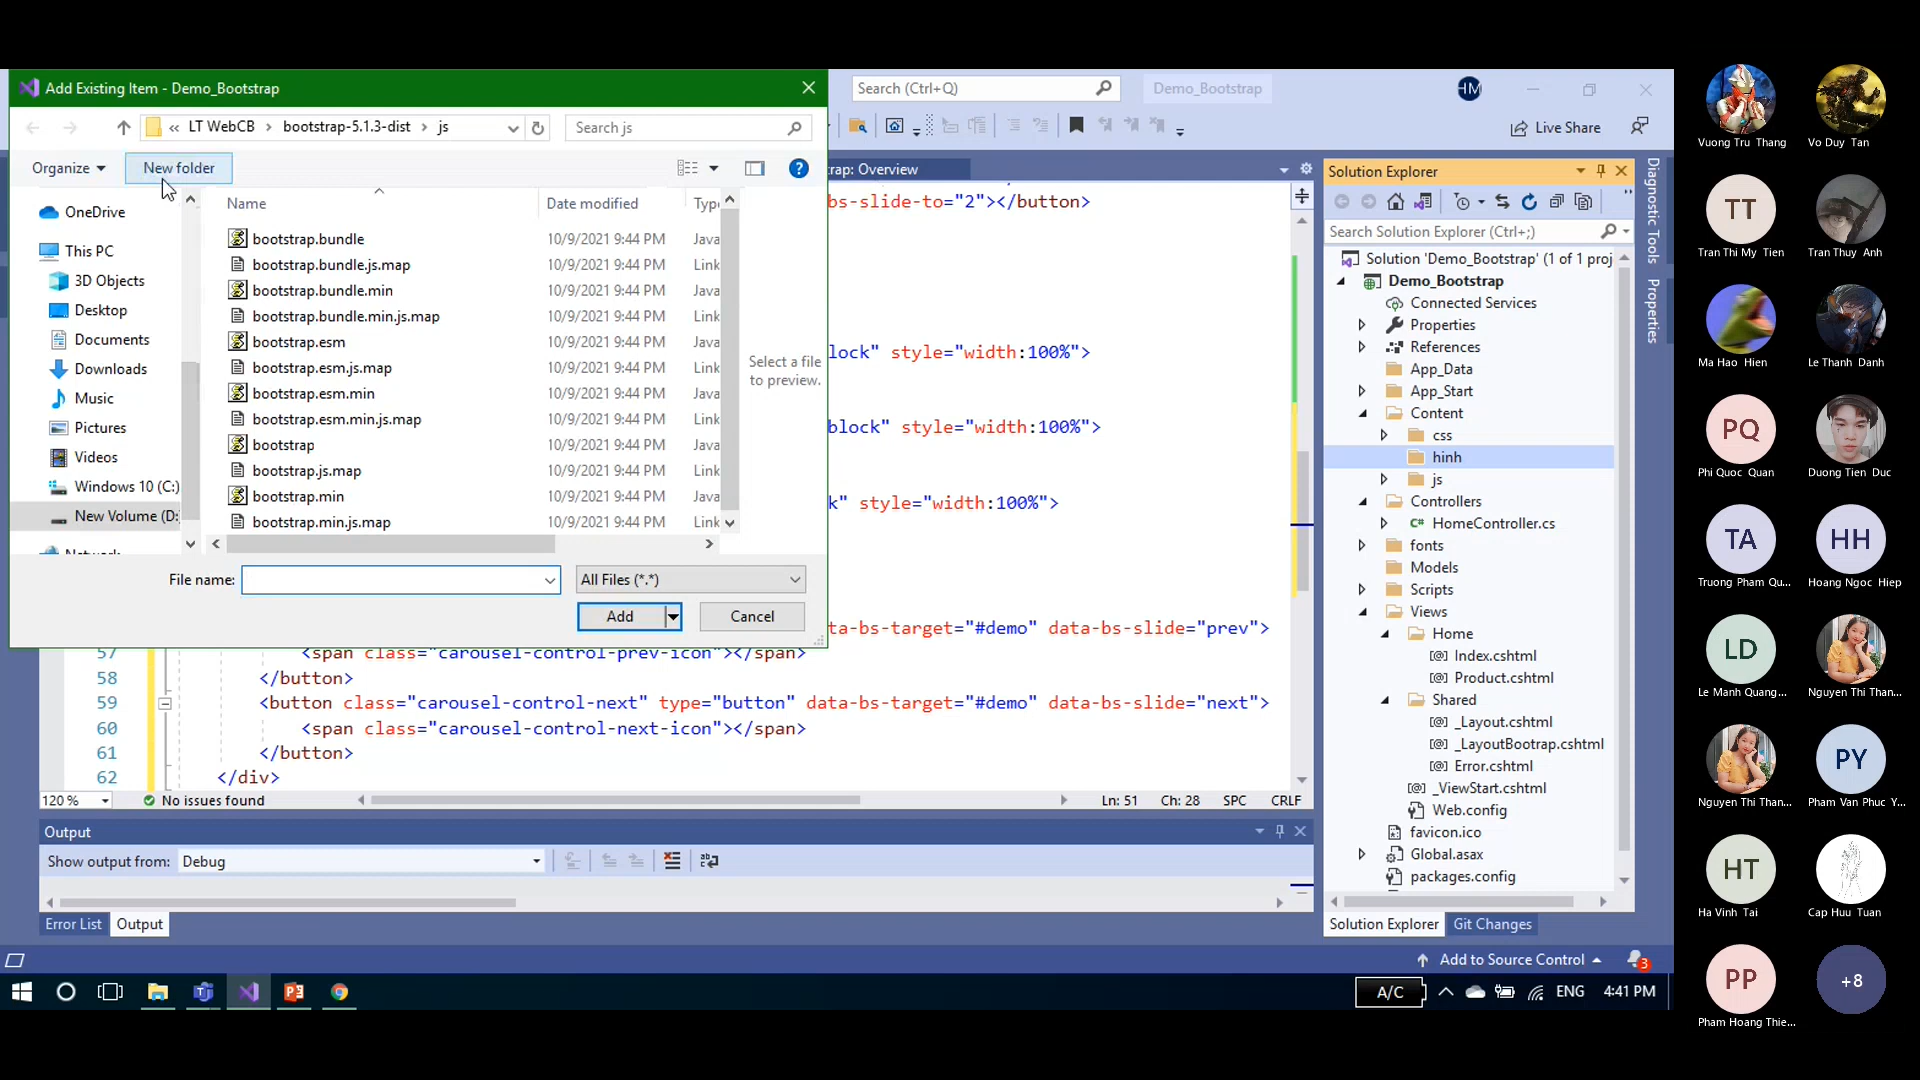 Add Existing Item - Demo_Bootstrap
« LT WebCB › bootstrap-5.1.3-dist › js
Search js
Organize
New folder
OneDrive
This PC
3D Objects
Desktop
Documents
Downloads
Music
Pictures
Videos
Windows 10 (C:)
New Volume (D:
Name Date modified
bootstrap.bundle 10/9/2021 9:44 PM Java
bootstrap.bundle.js.map 10/9/2021 9:44 PM Link
bootstrap.bundle.min 10/9/2021 9:44 PM Java
bootstrap.bundle.min.js.map 10/9/2021 9:44 PM Link
bootstrap.esm 10/9/2021 9:44 PM Java
bootstrap.esm.js.map 10/9/2021 9:44 PM Link
bootstrap.esm.min 10/9/2021 9:44 PM Java
bootstrap.esm.min.js.map 10/9/2021 9:44 PM Link
bootstrap 10/9/2021 9:44 PM Java
bootstrap.js.map 10/9/2021 9:44 PM Link
bootstrap.min 10/9/2021 9:44 PM Java
bootstrap.min.js.map 10/9/2021 9:44 PM Link
Select a file
to preview.
File name:
All Files (*.*)
Add
Cancel
Search (Ctrl+Q)
Demo_Bootstrap
HM
Live Share
rap: Overview
bs-slide-to="2"></button>
lock" style="width:100%">
block" style="width:100%">
k" style="width:100%">
ta-bs-target="#demo" data-bs-slide="prev">
57 <span class="carousel-control-prev-icon"></span>
58 </button>
59 <button class="carousel-control-next" type="button" data-bs-target="#demo" data-bs-slide="next">
60 <span class="carousel-control-next-icon"></span>
61 </button>
62 </div>
120 %
No issues found
Ln: 51 Ch: 28 SPC CRLF
Output
Show output from: Debug
Error List
Output
Solution Explorer
Search Solution Explorer (Ctrl+;)
Solution 'Demo_Bootstrap' (1 of 1 proj
Demo_Bootstrap
Connected Services
Properties
References
App_Data
App_Start
Content
css
hinh
js
Controllers
C# HomeController.cs
fonts
Models
Scripts
Views
Home
[@] Index.cshtml
[@] Product.cshtml
Shared
[@] _Layout.cshtml
[@] _LayoutBootrap.cshtml
[@] Error.cshtml
[@] _ViewStart.cshtml
Web.config
favicon.ico
Global.asax
packages.config
Solution Explorer
Git Changes
Diagnostic Tools
Properties
Add to Source Control
3
A/C
ENG
4:41 PM
Vuong Tru Thang
Vo Duy Tan
TT
Tran Thi My Tien
Tran Thuy Anh
Ma Hao Hien
Le Thanh Danh
PQ
Phi Quoc Quan
Duong Tien Duc
TA
Truong Pham Qu...
HH
Hoang Ngoc Hiep
LD
Le Manh Quang...
Nguyen Thi Than...
Nguyen Thi Than...
PY
Pham Van Phuc Y...
HT
Ha Vinh Tai
Cap Huu Tuan
PP
Pham Hoang Thie...
+8